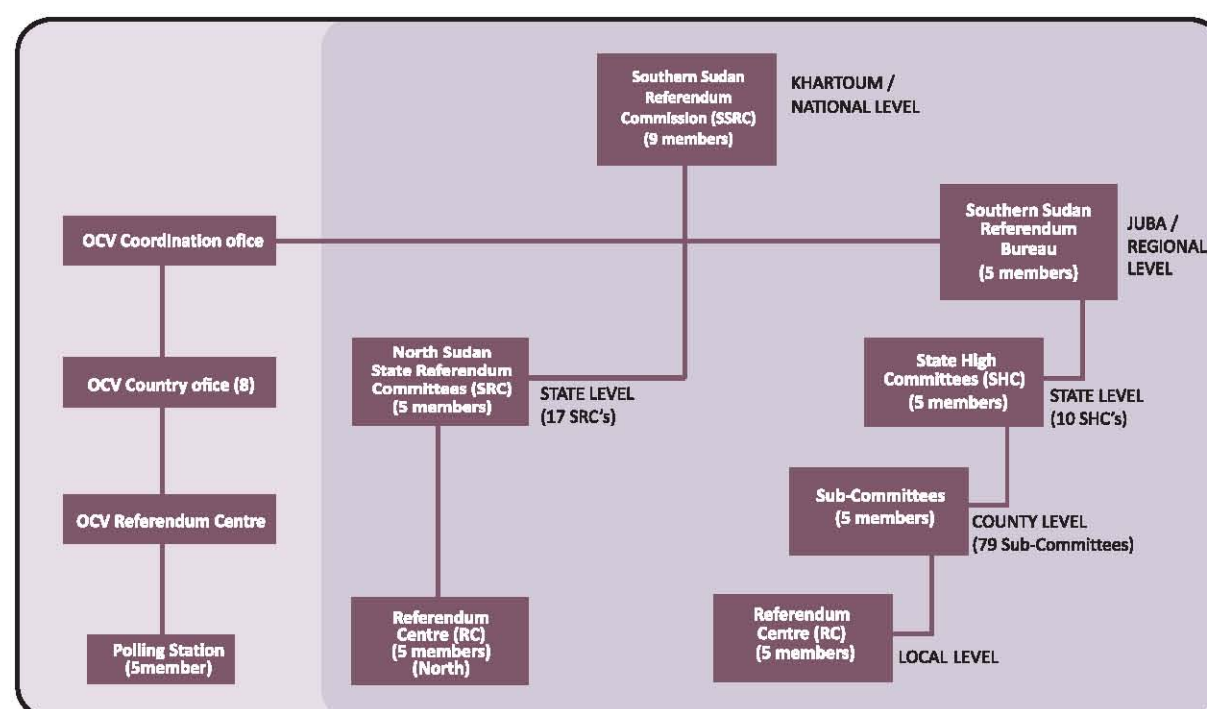 Southern Sudan
Referendum
Commission (SSRC)
(9 members)
KHARTOUM /
NATIONAL LEVEL
OCV Coordination ofice
Southern Sudan
Referendum
Bureau
(5 members)
JUBA /
REGIONAL
LEVEL
OCV Country ofice (8)
North Sudan
State Referendum
Committees (SRC)
(5 members)
STATE LEVEL
(17 SRC's)
State High
Committees (SHC)
(5 members)
STATE LEVEL
(10 SHC's)
OCV Referendum Centre
Sub-Committees
(5 members)
COUNTY LEVEL
(79 Sub-Committees)
Polling Station
(5member)
Referendum
Centre (RC)
(5 members)
(North)
Referendum
Centre (RC)
(5 members)
LOCAL LEVEL